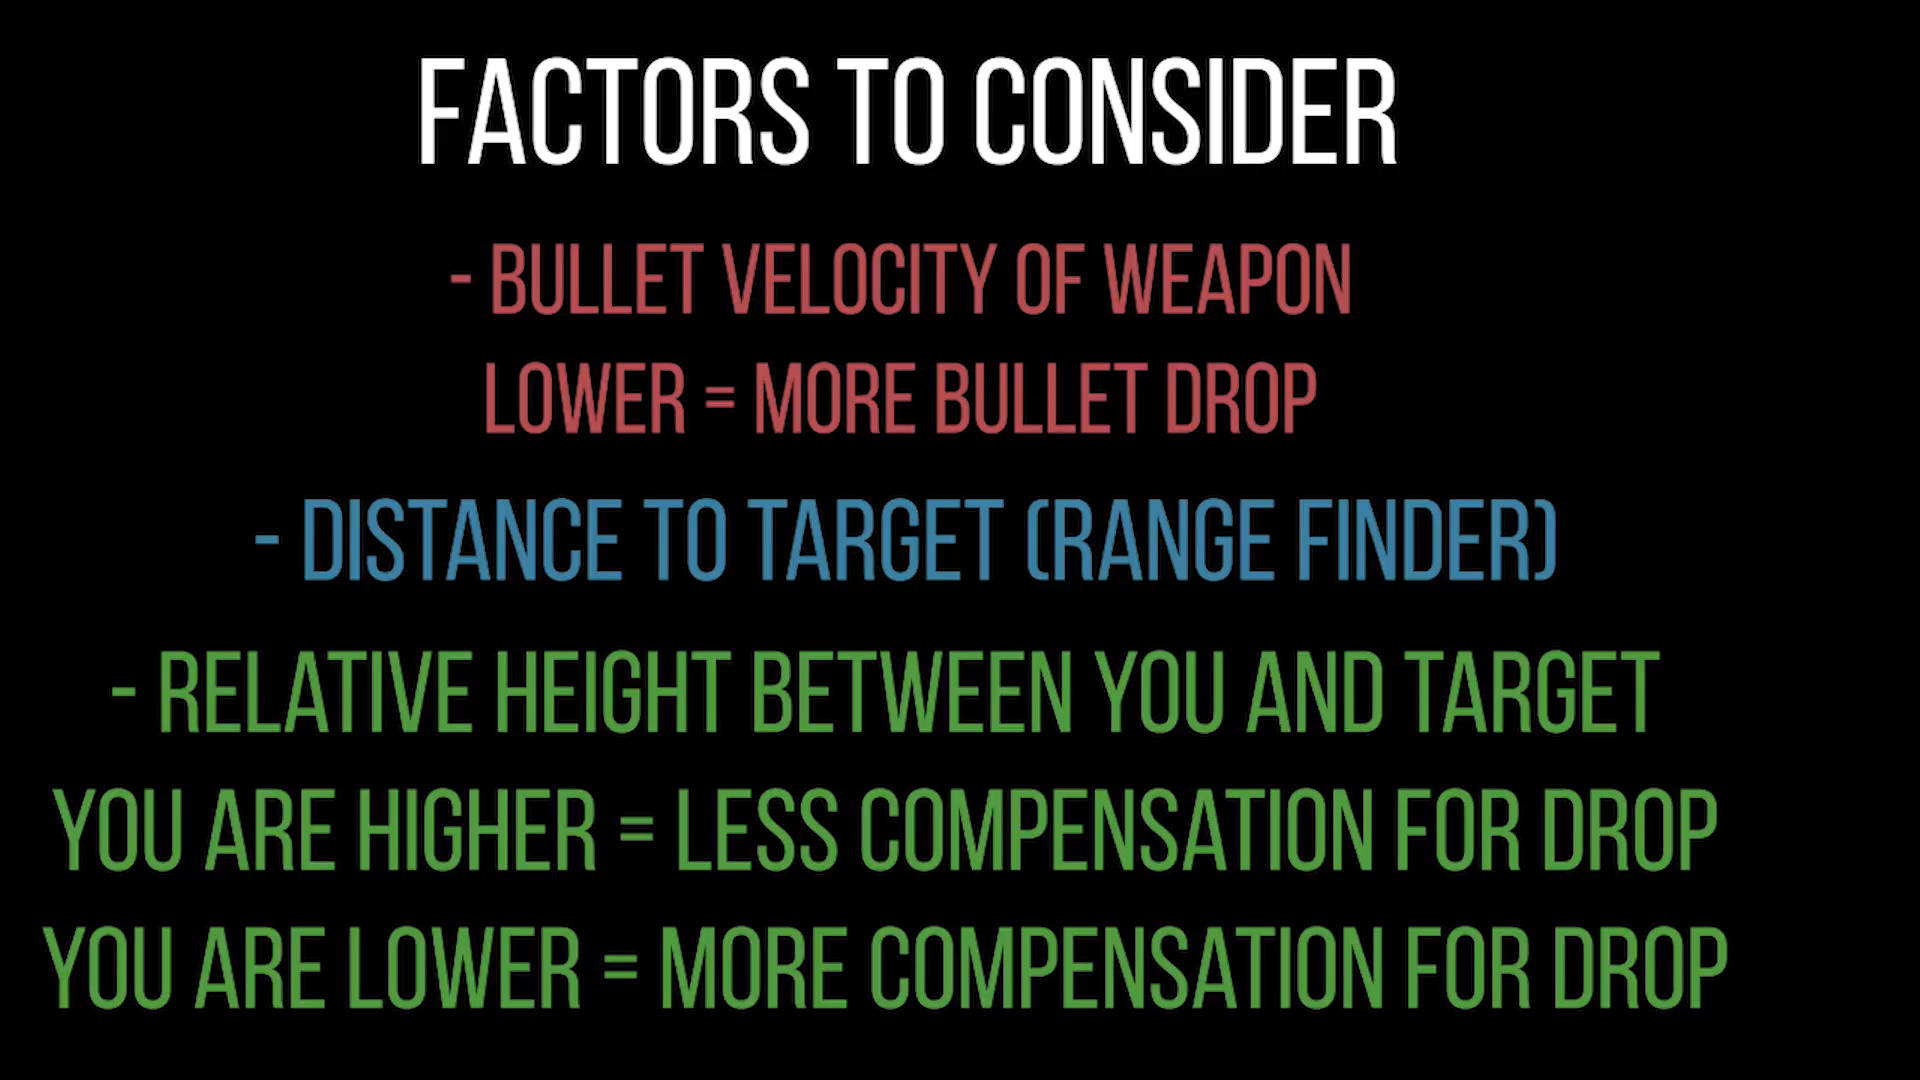 FACTORS TO CONSIDER
- BULLET VELOCITY OF WEAPON
LOWER = MORE BULLET DROP
- DISTANCE TO TARGET (RANGE FINDER)
- RELATIVE HEIGHT BETWEEN YOU AND TARGET
YOU ARE HIGHER = LESS COMPENSATION FOR DROP
YOU ARE LOWER = MORE COMPENSATION FOR DROP